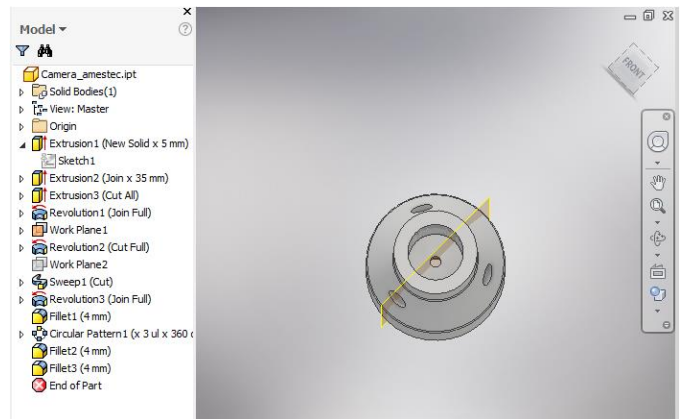 Model
Camera_amestec.ipt
Solid Bodies(1)
View: Master
Origin
Extrusion1 (New Solid x 5 mm)
Sketch1
Extrusion2 (Join x 35 mm)
Extrusion3 (Cut All)
Revolution1 (Join Full)
Work Plane1
Revolution2 (Cut Full)
Work Plane2
Sweep1 (Cut)
Revolution3 (Join Full)
Fillet1 (4 mm)
Circular Pattern1 (x 3 ul x 360
Fillet2 (4 mm)
Fillet3 (4 mm)
End of Part
FRONT